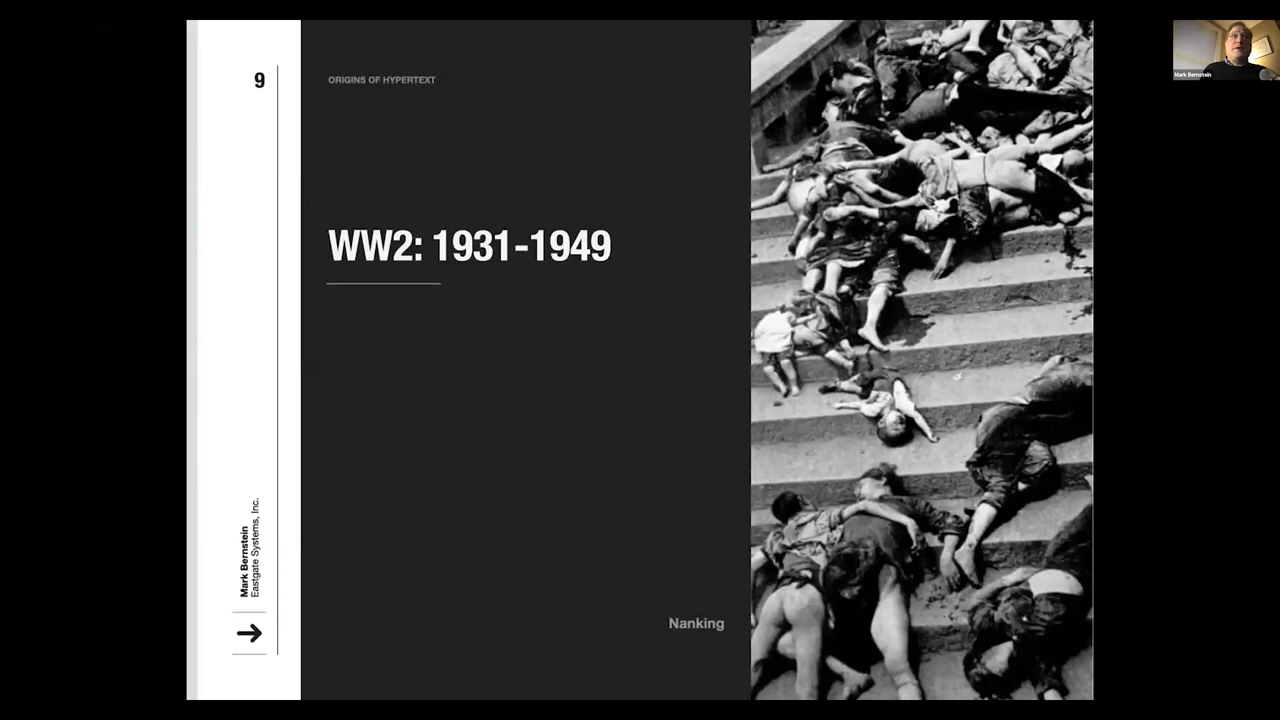 9
ORIGINS OF HYPERTEXT
WW2: 1931-1949
Nanking
Mark Bernstein
Eastgate Systems, Inc.
Mark Bernstein